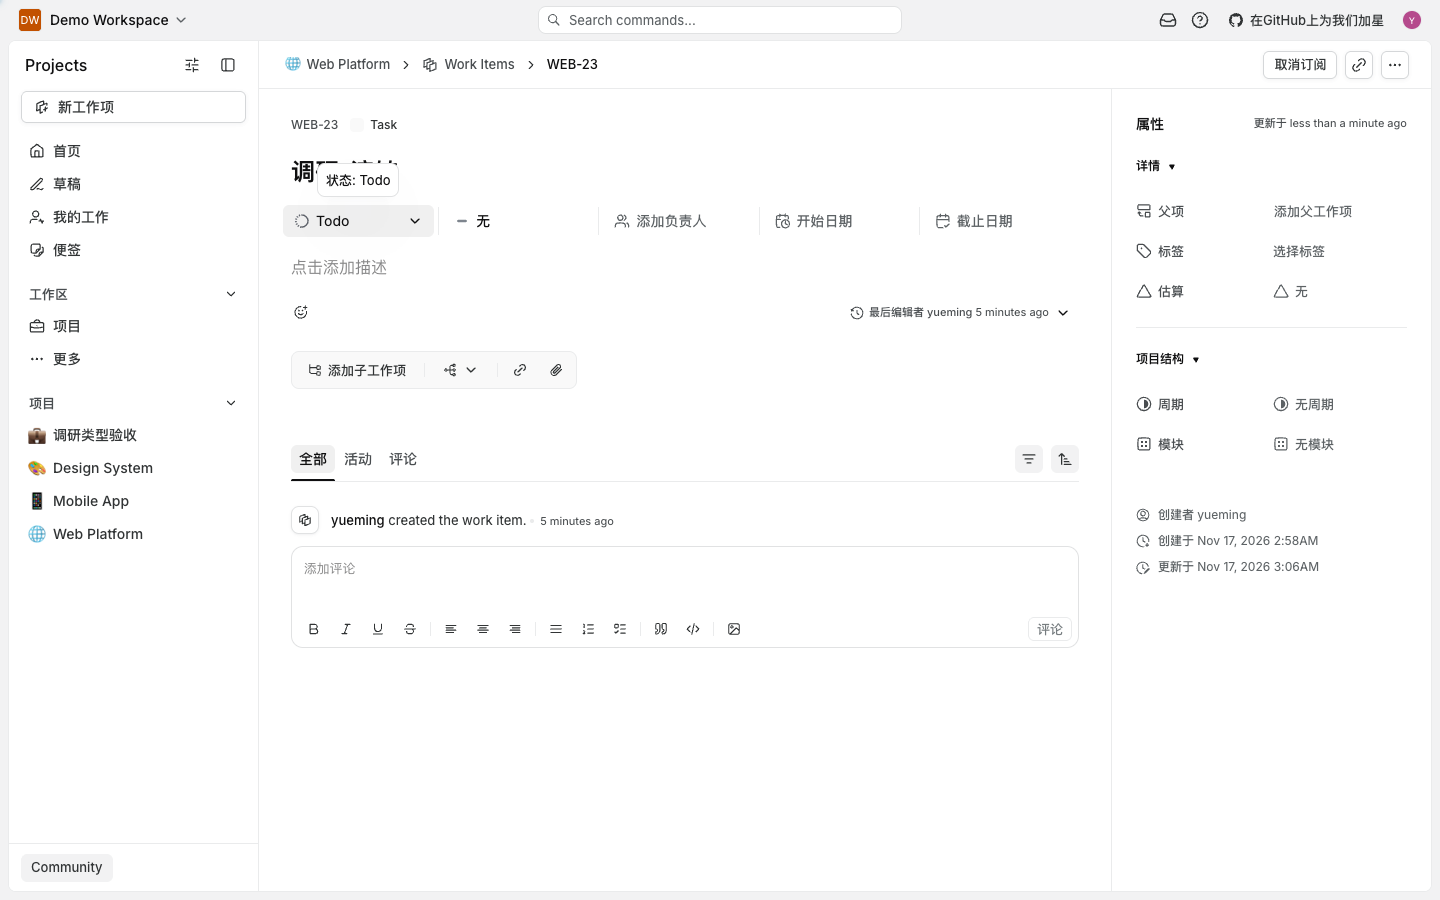 DW Demo Workspace
Search commands...
在GitHub上为我们加星
Y
Projects
新工作项
首页
草稿
我的工作
便签
工作区
项目
更多
项目
调研类型验收
Design System
Mobile App
Web Platform
Community
Web Platform
Work Items
WEB-23
取消订阅
WEB-23
Task
状态: Todo
Todo
无
添加负责人
开始日期
截止日期
点击添加描述
最后编辑者 yueming 5 minutes ago
添加子工作项
全部
活动
评论
yueming created the work item. 5 minutes ago
添加评论
评论
属性
更新于 less than a minute ago
详情
父项
添加父工作项
标签
选择标签
估算
无
项目结构
周期
无周期
模块
无模块
创建者 yueming
创建于 Nov 17, 2026 2:58AM
更新于 Nov 17, 2026 3:06AM